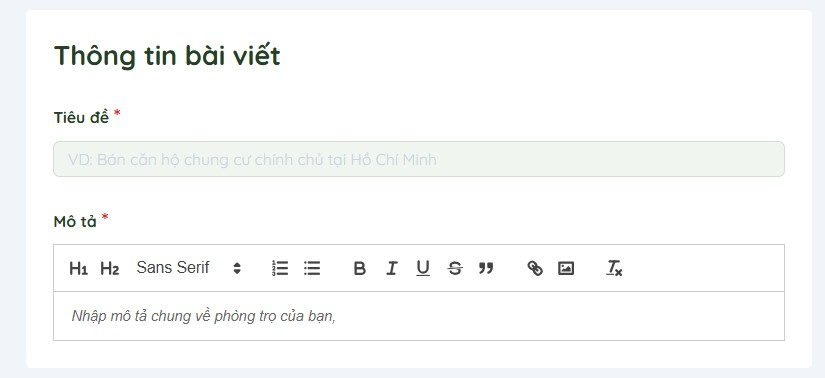 Thông tin bài viết
Tiêu đề *
VD: Bán căn hộ chung cư chính chủ tại Hồ Chí Minh
Mô tả *
H1 H2 Sans Serif B I U S
Nhập mô tả chung về phòng trọ của bạn,